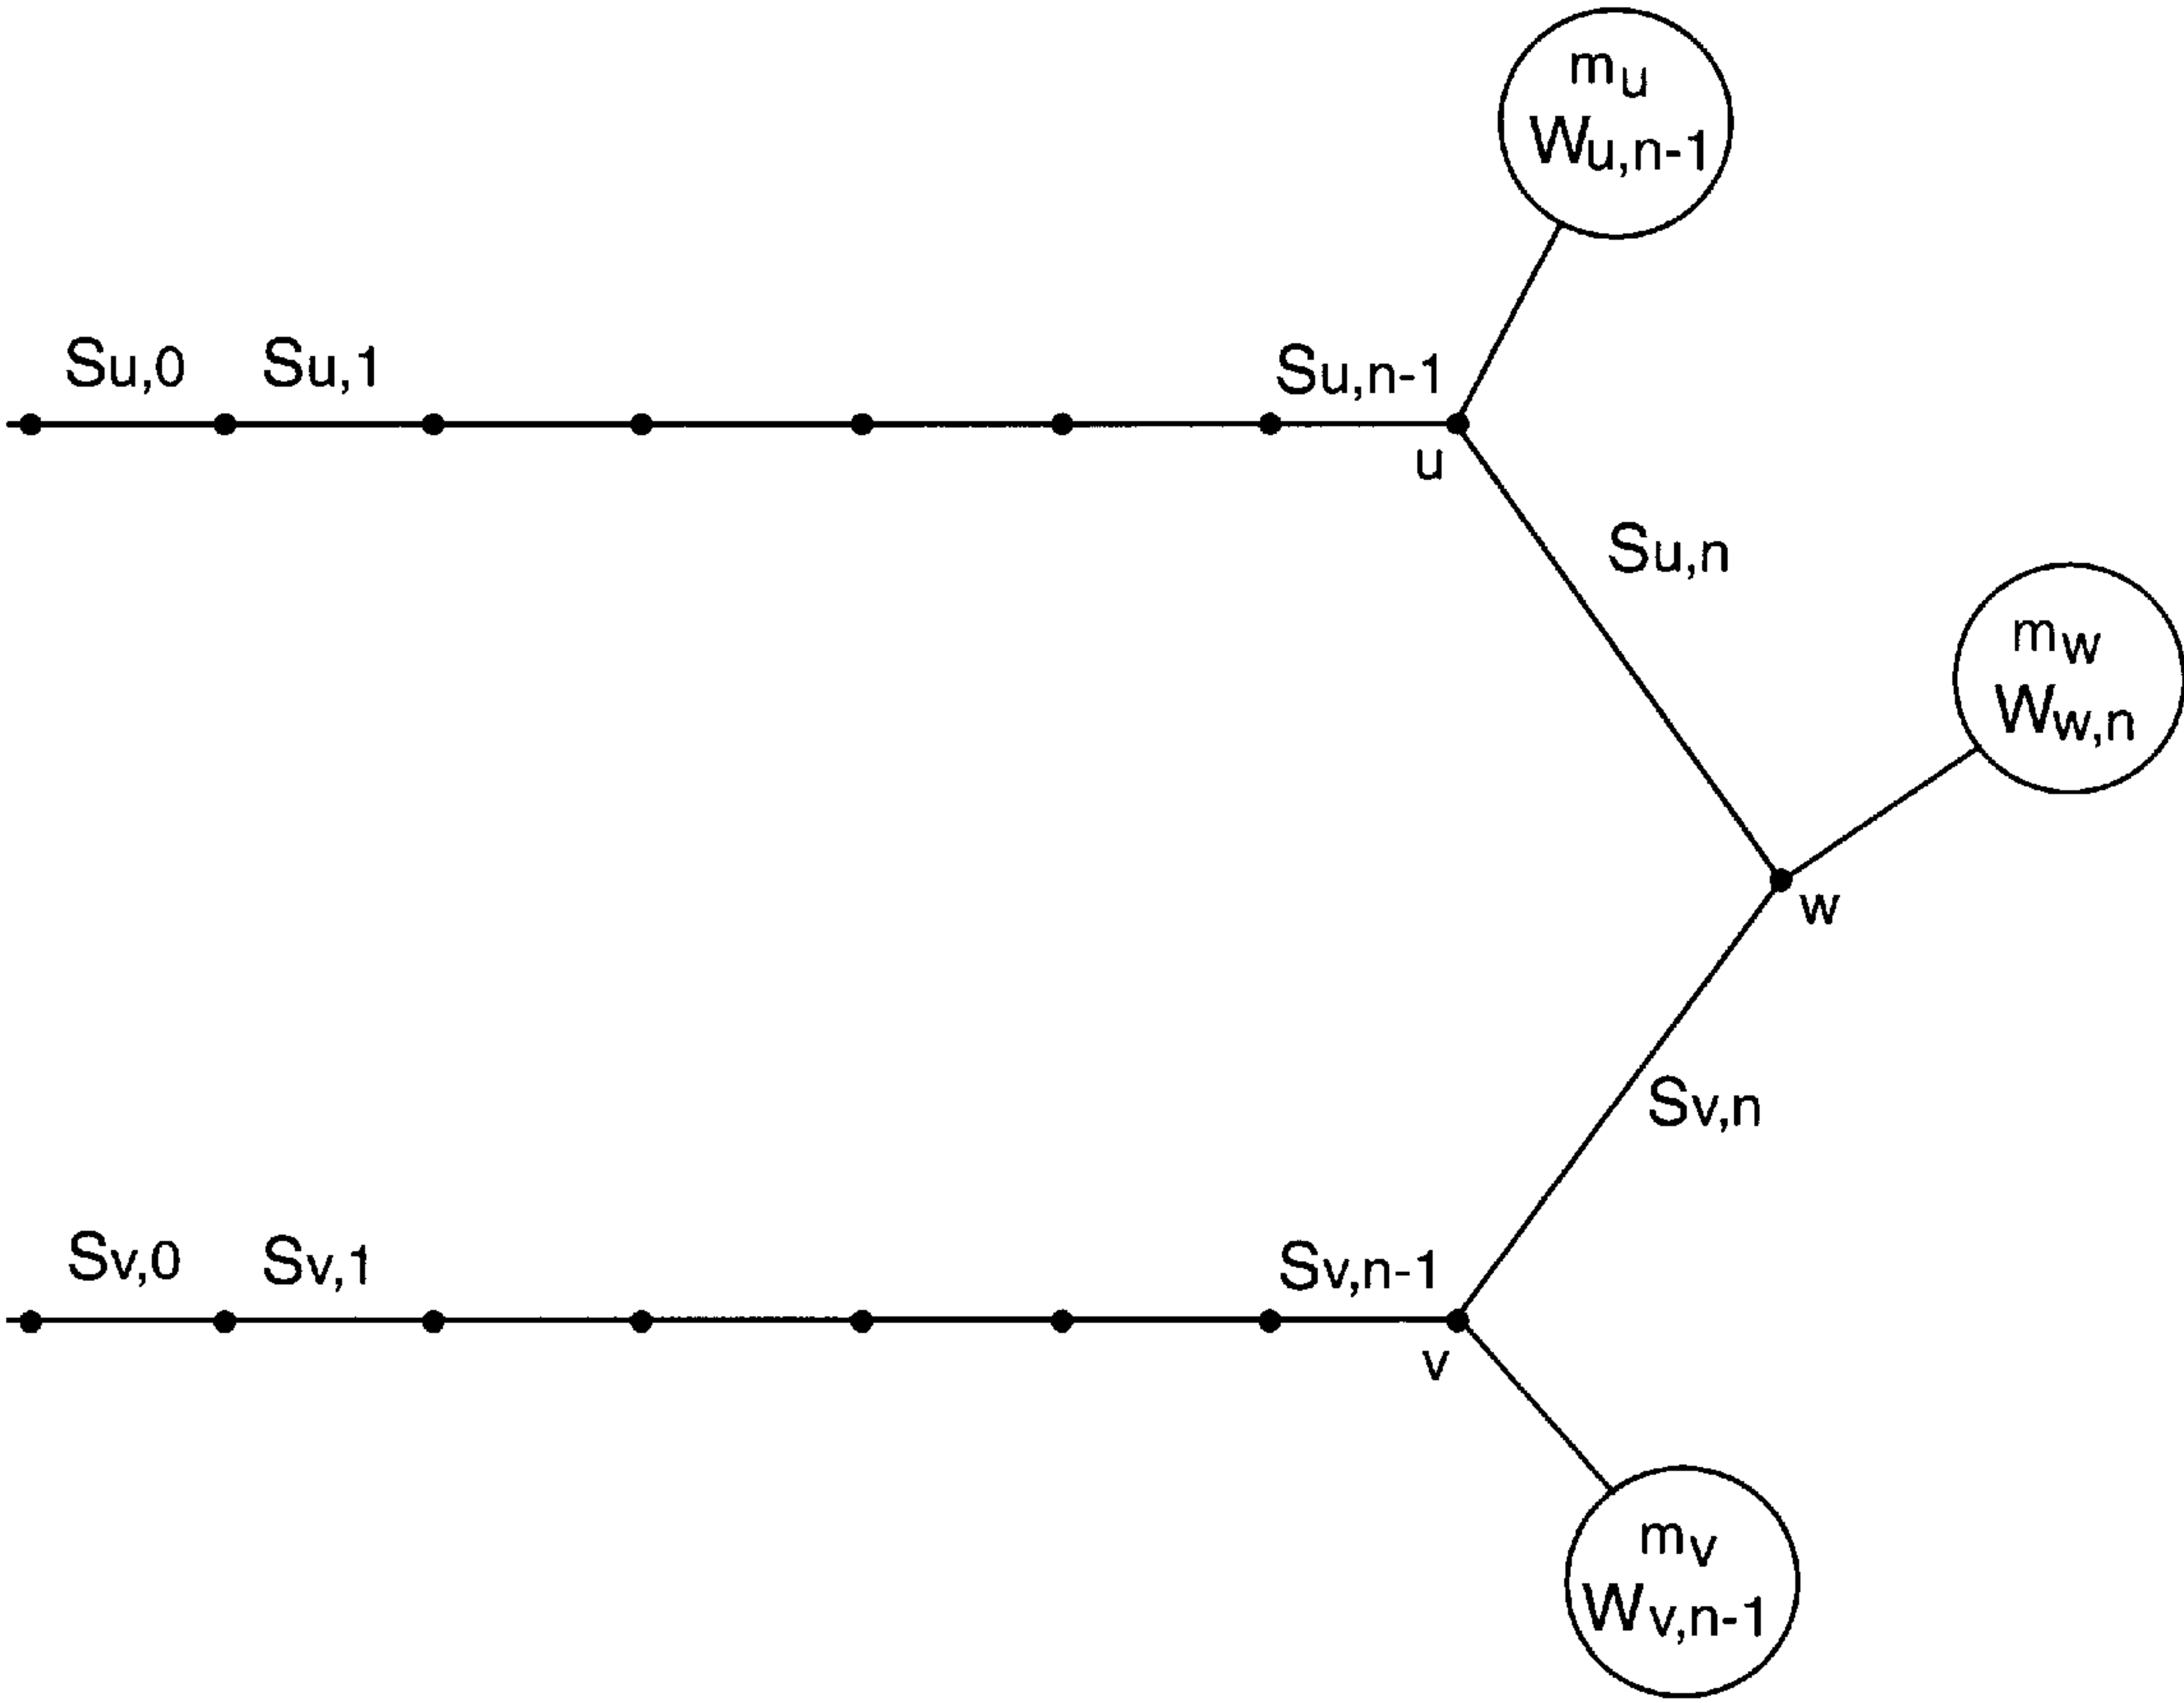 mu
Wu,n-1
Su,0 Su,1 Su,n-1
u
Su,n
mw
Ww,n
w
Sv,n
Sv,0 Sv,1 Sv,n-1
v
mv
Wv,n-1